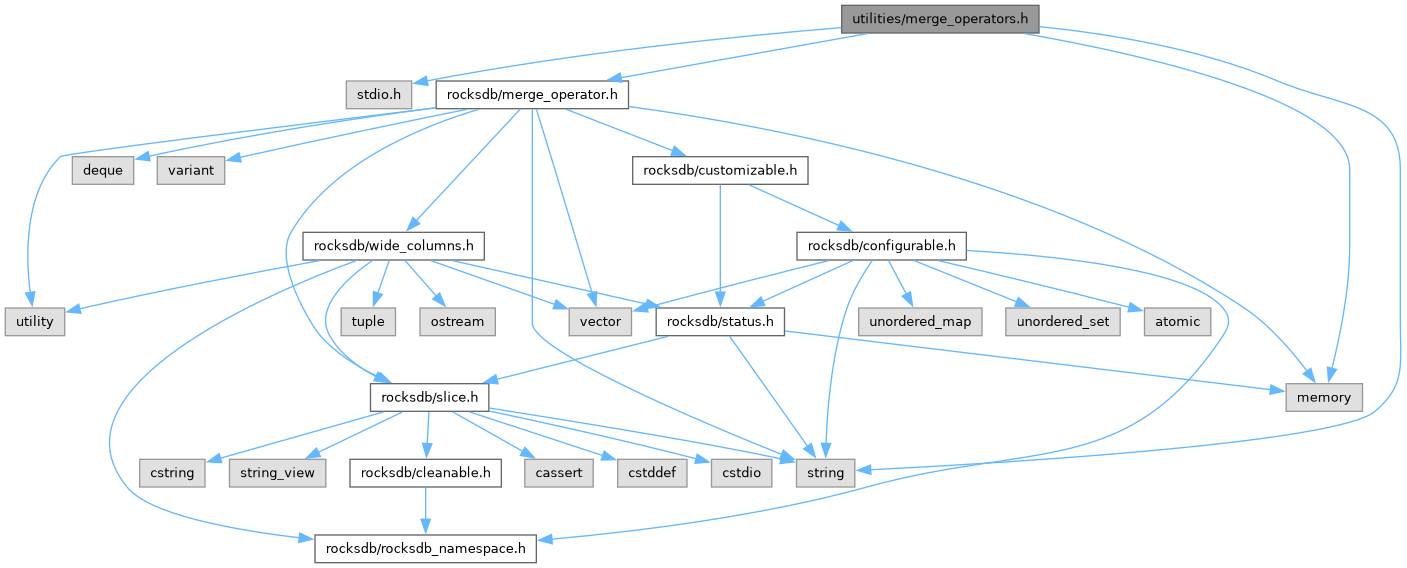 utilities/merge_operators.h
stdio.h
rocksdb/merge_operator.h
deque
variant
rocksdb/customizable.h
rocksdb/wide_columns.h
rocksdb/configurable.h
utility
tuple
ostream
vector
rocksdb/status.h
unordered_map
unordered_set
atomic
rocksdb/slice.h
memory
cstring
string_view
rocksdb/cleanable.h
cassert
cstddef
cstdio
string
rocksdb/rocksdb_namespace.h